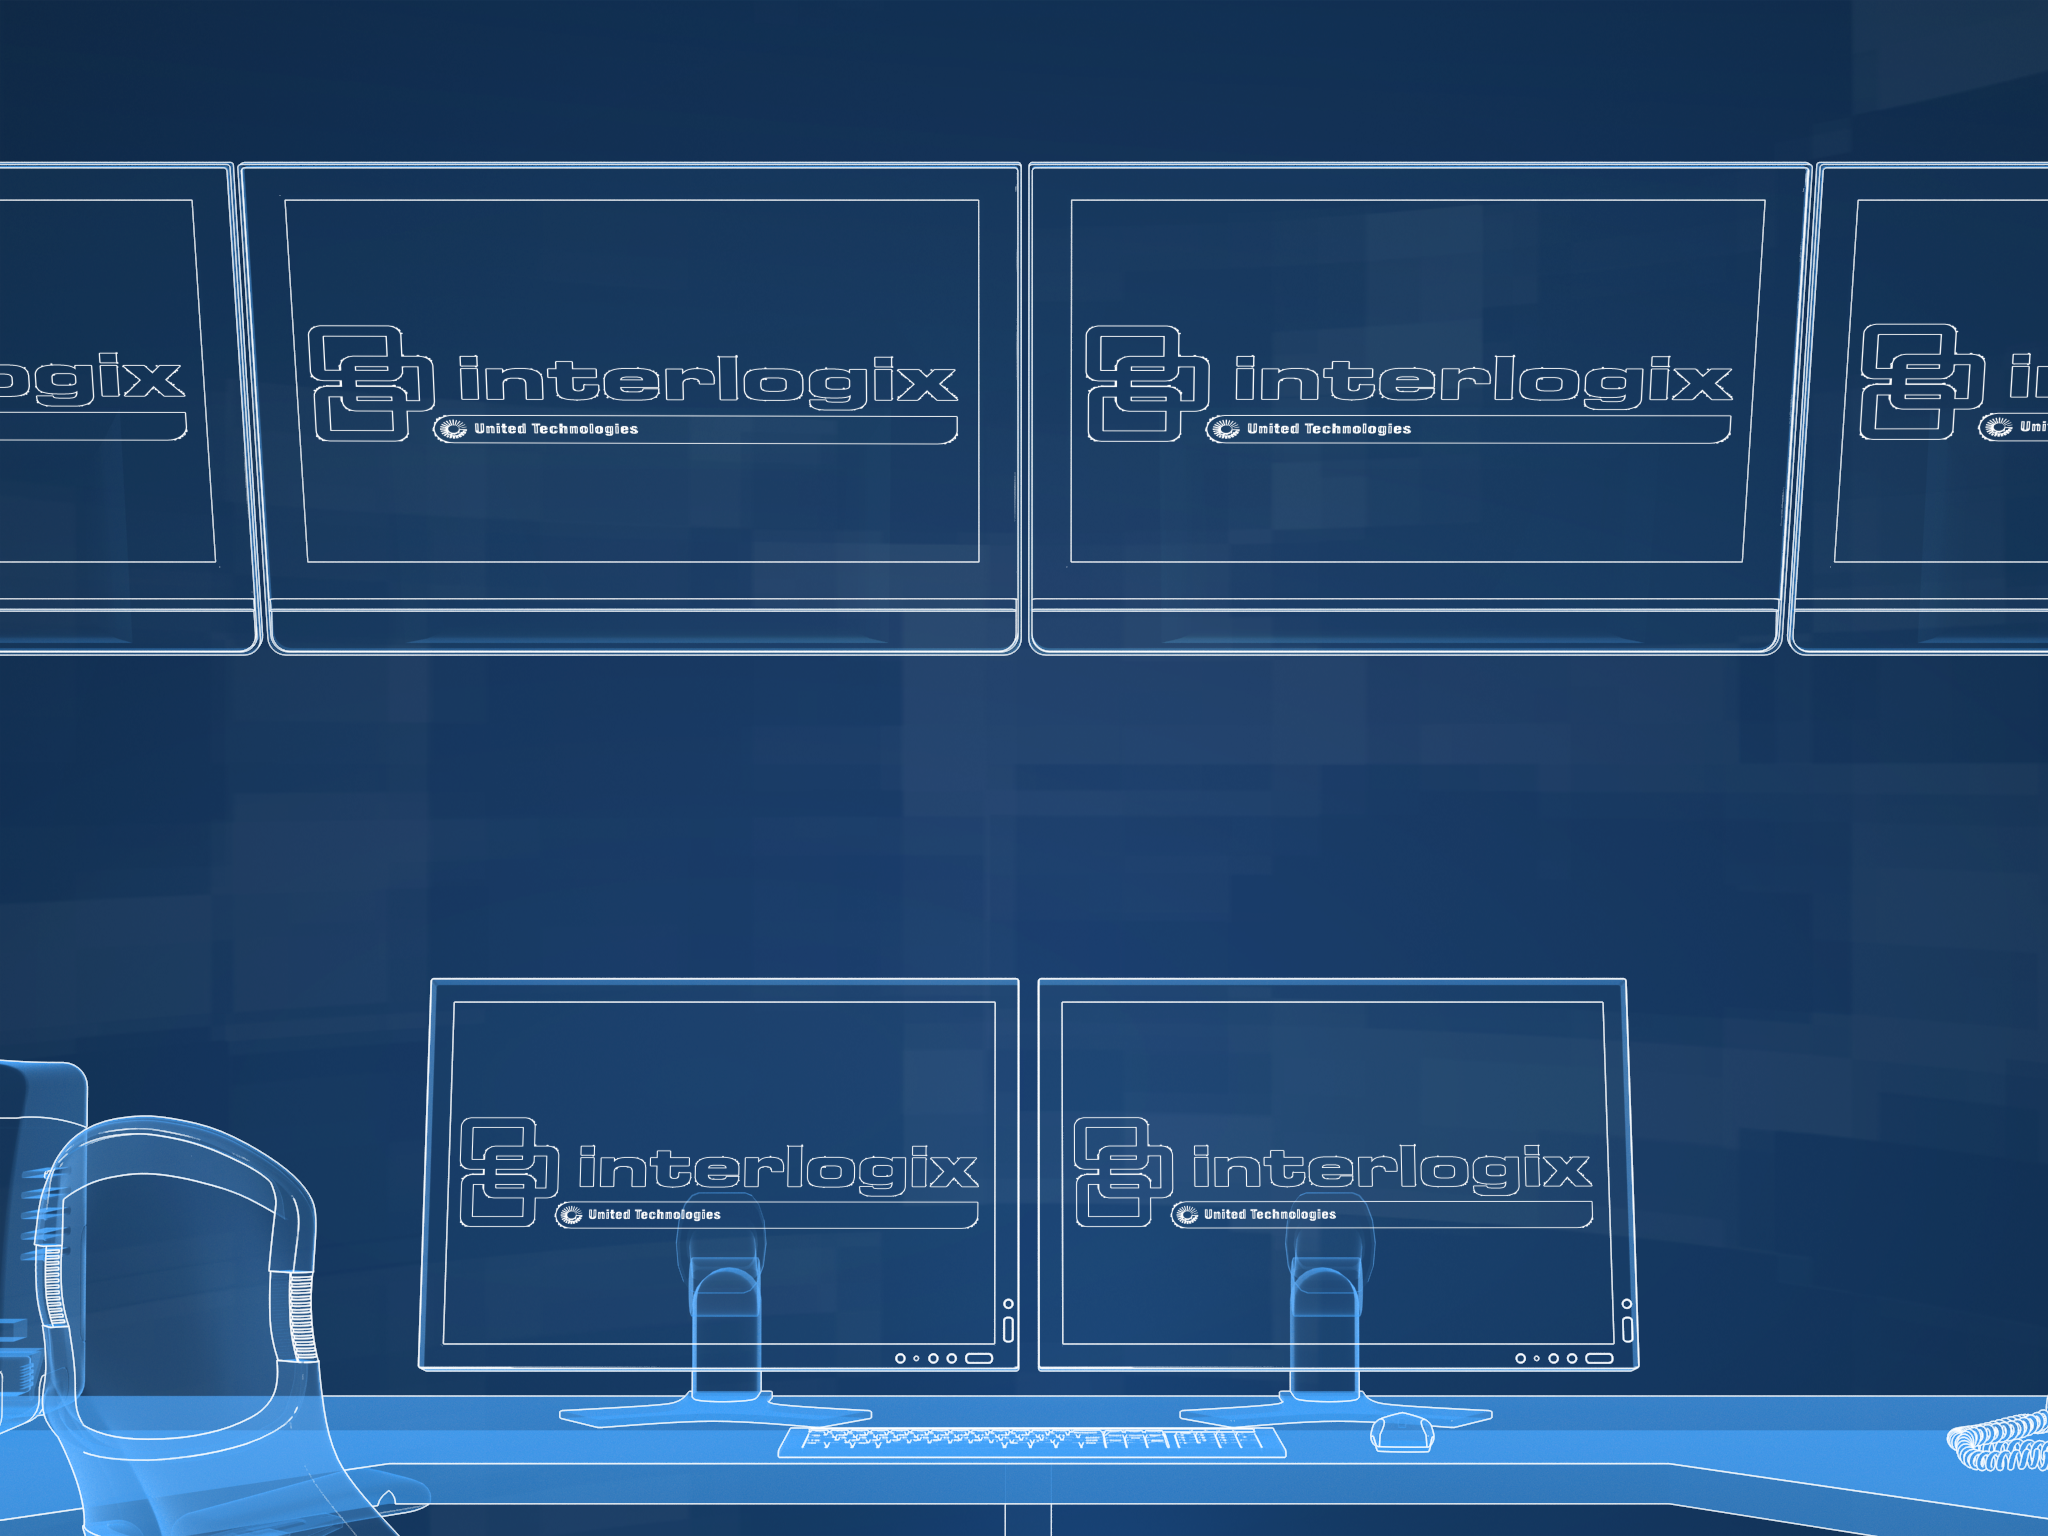 ogix
interlogix
United Technologies
interlogix
United Technologies
in
Uni
interlogix
United Technologies
interlogix
United Technologies